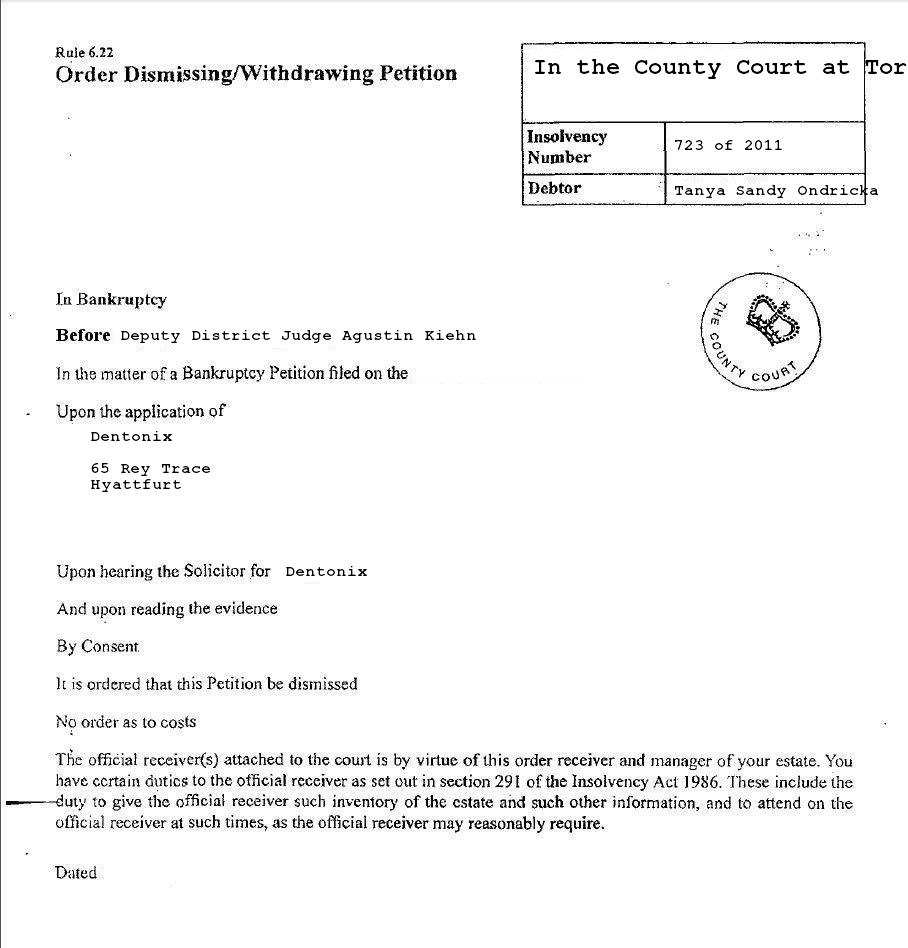 Rule 6.22
Order Dismissing/Withdrawing Petition
In the County Court at Tor
Insolvency
Number
723 of 2011
Debtor
Tanya Sandy Ondricka
THE COUNTY COURT
In Bankruptcy
Before Deputy District Judge Agustin Kiehn
In the matter of a Bankruptcy Petition filed on the
Upon the application of
Dentonix
65 Rey Trace
Hyattfurt
Upon hearing the Solicitor for Dentonix
And upon reading the evidence
By Consent
It is ordered that this Petition be dismissed
No order as to costs
The official receiver(s) attached to the court is by virtue of this order receiver and manager of your estate. You
have certain duties to the official receiver as set out in section 291 of the Insolvency Act 1986. These include the
duty to give the official receiver such inventory of the estate and such other information, and to attend on the
official receiver at such times, as the official receiver may reasonably require.
Dated